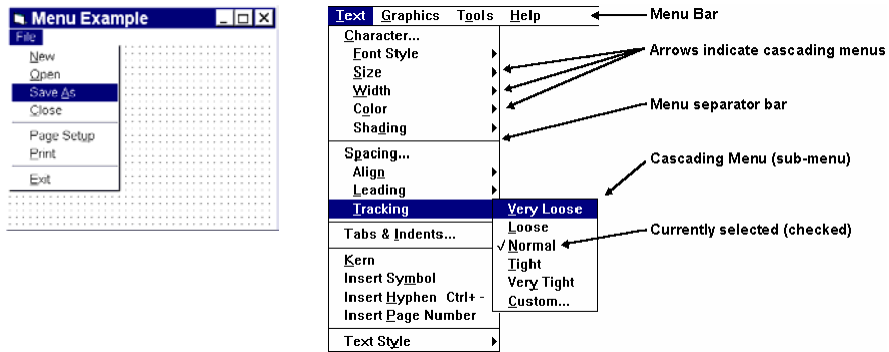 Menu Example
File
New
Open
Save As
Close
Page Setup
Print
Exit
Text Graphics Tools Help
Character...
Font Style
Size
Width
Color
Shading
Spacing...
Align
Leading
Tracking
Tabs & Indents...
Kern
Insert Symbol
Insert Hyphen Ctrl+ -
Insert Page Number
Text Style
Very Loose
Loose
✓ Normal
Tight
Very Tight
Custom...
Menu Bar
Arrows indicate cascading menus
Menu separator bar
Cascading Menu (sub-menu)
Currently selected (checked)